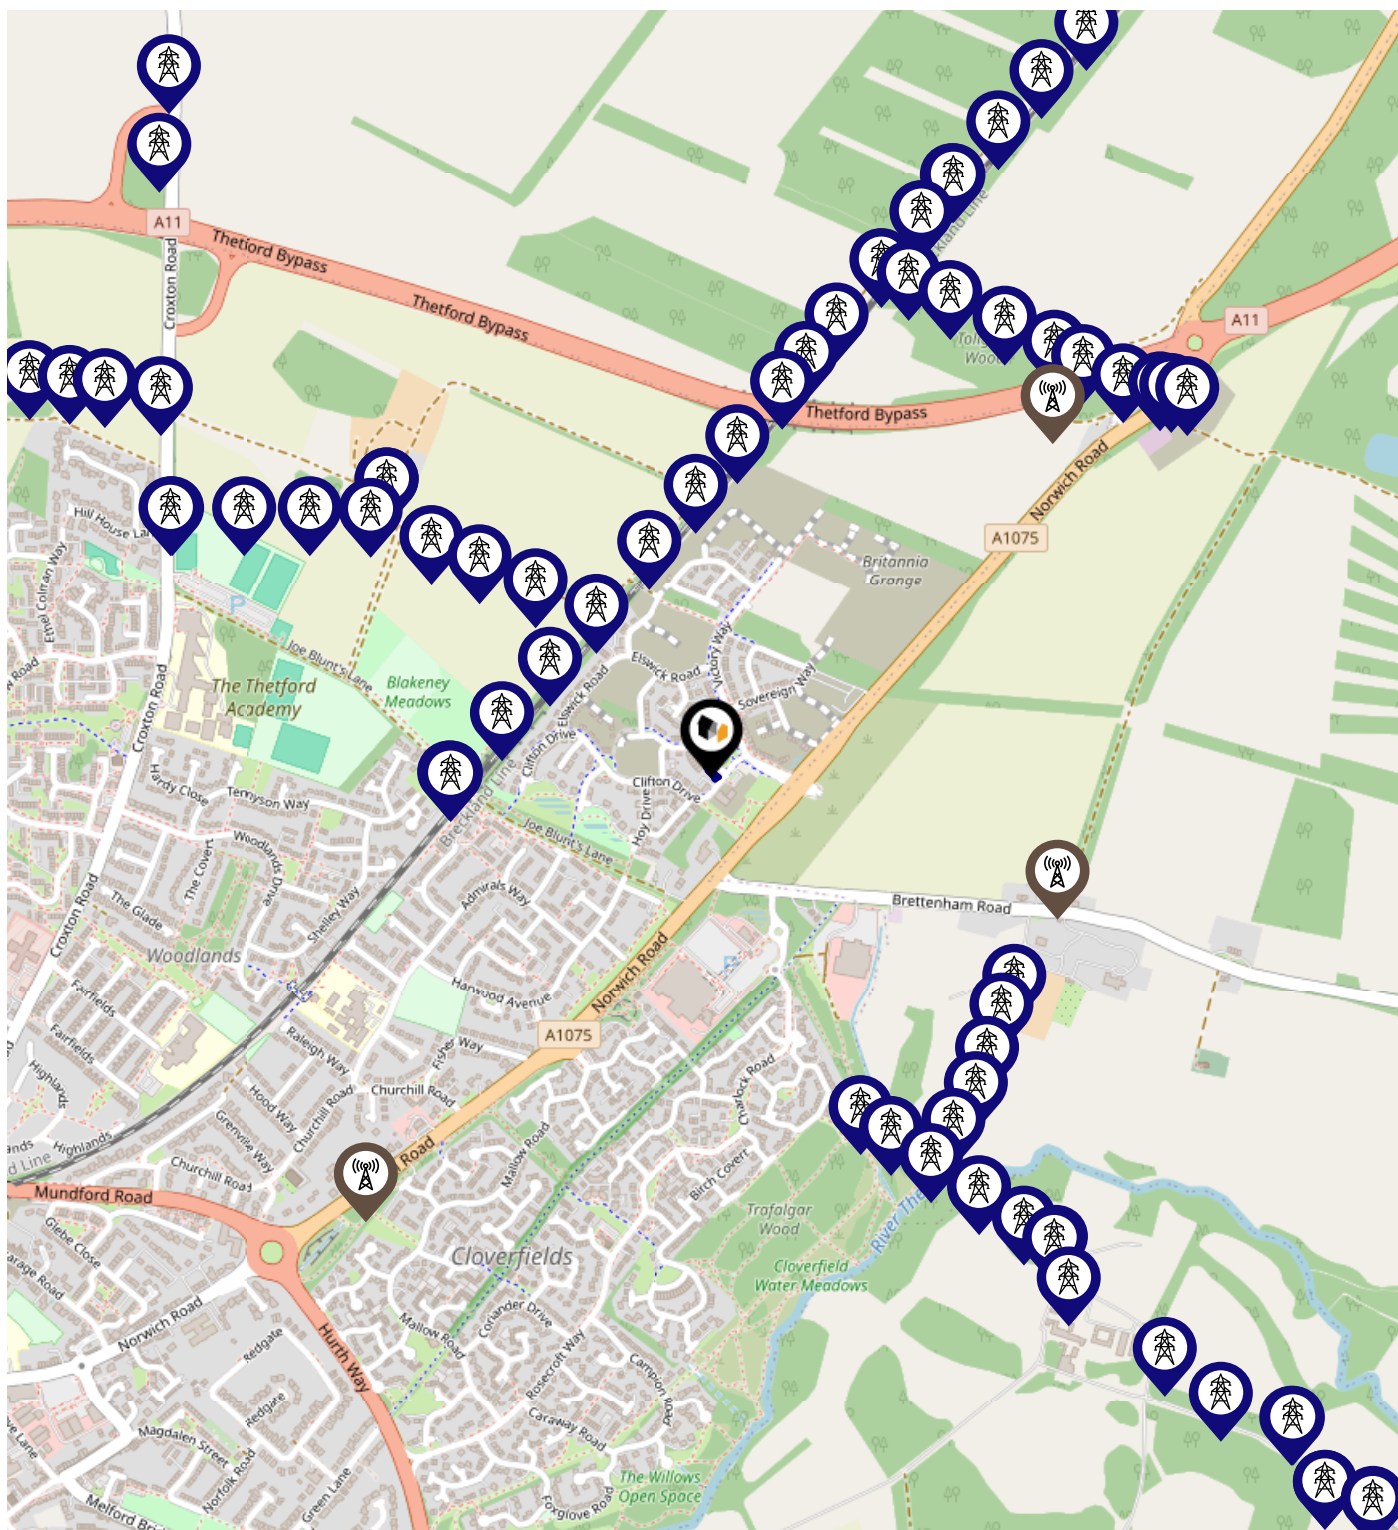 A11
Thetford Bypass
Croxton Road
Thetford Bypass
A11
Thetford Bypass
Norwich Road
A1075
Britannia
Grange
Hill House Lan
Ethel Colman Way
P
Joe Blunt's Lane
Blakeney
Meadows
The Thetford
Academy
Croxton Road
Elswick Road
Elswick Road
Ivory Way
Sovereign Way
Clifton Drive
Clifton Drive
Hoy Drive
Hardy Close
Tennyson Way
Breckland Line
Joe Blunt's Lane
The Covert
Woodlands Drive
Shelley Way
Admirals Way
The Glade
Croxton Road
Woodlands
Brettenham Road
Fairfields
Fairfields
Harwood Avenue
Norwich Road
A1075
Raleigh Way
Fisher Way
Highlands
Hood Way
Churchill Road
Churchill Road
Grenville Way
Highlands
Churchill Road
Road
Mallow Road
Charlock Road
Birch Covert
Mundford Road
Glebe Close
Trafalgar
Wood
Cloverfield
Water Meadows
Cloverfields
Norwich Road
Redgate
Redgate
Hurth Way
Mallow Road
Coriander Drive
Rosecroft Way
Campion Road
Caraway Road
Magdalen Street
Norfolk Road
Green Lane
Foxglove Road
The Willows
Open Space